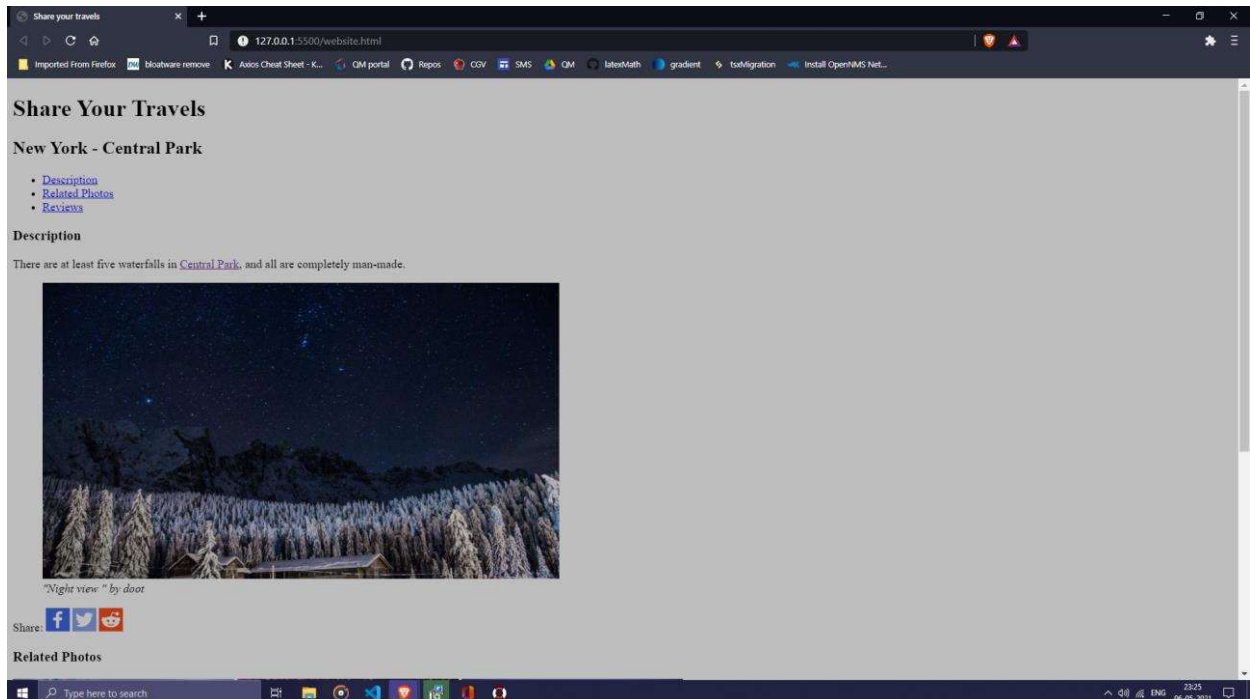 Share your travels
127.0.0.1:5500/website.html
Imported From Firefox bloatware remove Axios Cheat Sheet - K... QM portal Repos CGV SMS QM latexMath gradient tsxMigration Install OpenNMS Net...
Share Your Travels
New York - Central Park
Description
Related Photos
Reviews
Description
There are at least five waterfalls in Central Park, and all are completely man-made.
"Night view " by doot
Share:
Related Photos
Type here to search
ENG
23:25
06-05-2021